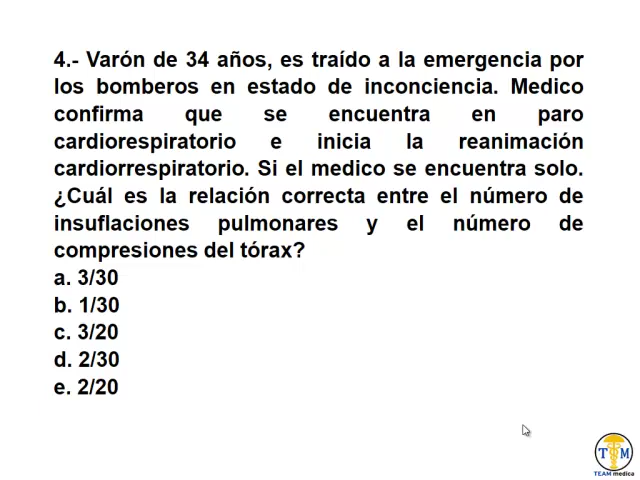 4.- Varón de 34 años, es traído a la emergencia por
los bomberos en estado de inconciencia. Medico
confirma que se encuentra en paro
cardiorespiratorio e inicia la reanimación
cardiorrespiratorio. Si el medico se encuentra solo.
¿Cuál es la relación correcta entre el número de
insuflaciones pulmonares y el número de
compresiones del tórax?
a. 3/30
b. 1/30
c. 3/20
d. 2/30
e. 2/20
T M
TEAM medica